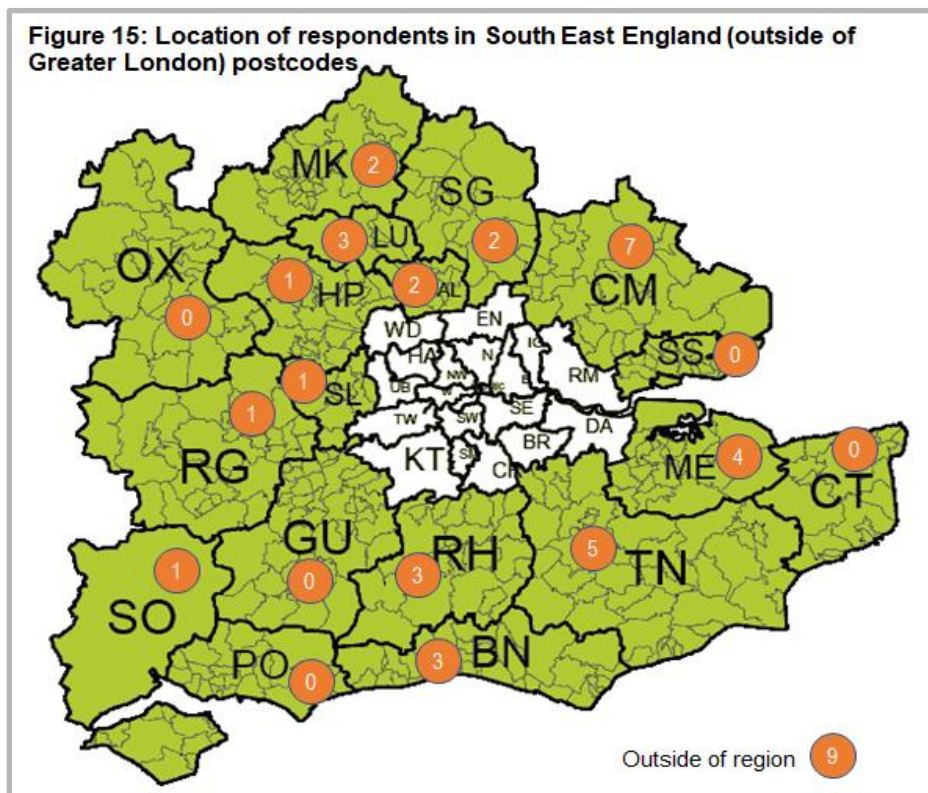 Figure 15: Location of respondents in South East England (outside of
Greater London) postcodes
MK 2
SG
OX
3 LU
2
7
1 HP
2 AL
CM
0
EN
WD
SS 0
HA
N
IG
1 SL
NW
RM
UB
1
TW
SW
SE
DA
RG
KT
BR
ME 4
0
CT
GU
RH
5
TN
1
0
3
SO
PO 0
3 BN
Outside of region 9